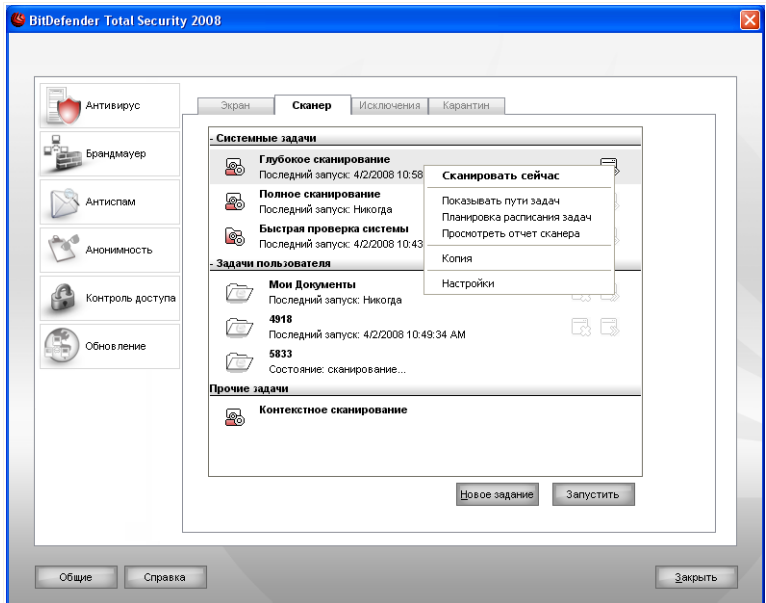 BitDefender Total Security 2008
Антивирус
Брандмауер
Антиспам
Анонимность
Контроль доступа
Обновление
Экран
Сканер
Исключения
Карантин
- Системные задачи
Глубокое сканирование
Последний запуск: 4/2/2008 10:58
Полное сканирование
Последний запуск: Никогда
Быстрая проверка системы
Последний запуск: 4/2/2008 10:43
Сканировать сейчас
Показывать пути задач
Планировка расписания задач
Просмотреть отчет сканера
Копия
Настройки
- Задачи пользователя
Мои Документы
Последний запуск: Никогда
4918
Последний запуск: 4/2/2008 10:49:34 AM
5833
Состояние: сканирование...
Прочие задачи
Контекстное сканирование
Новое задание
Запустить
Общие
Справка
Закрыть